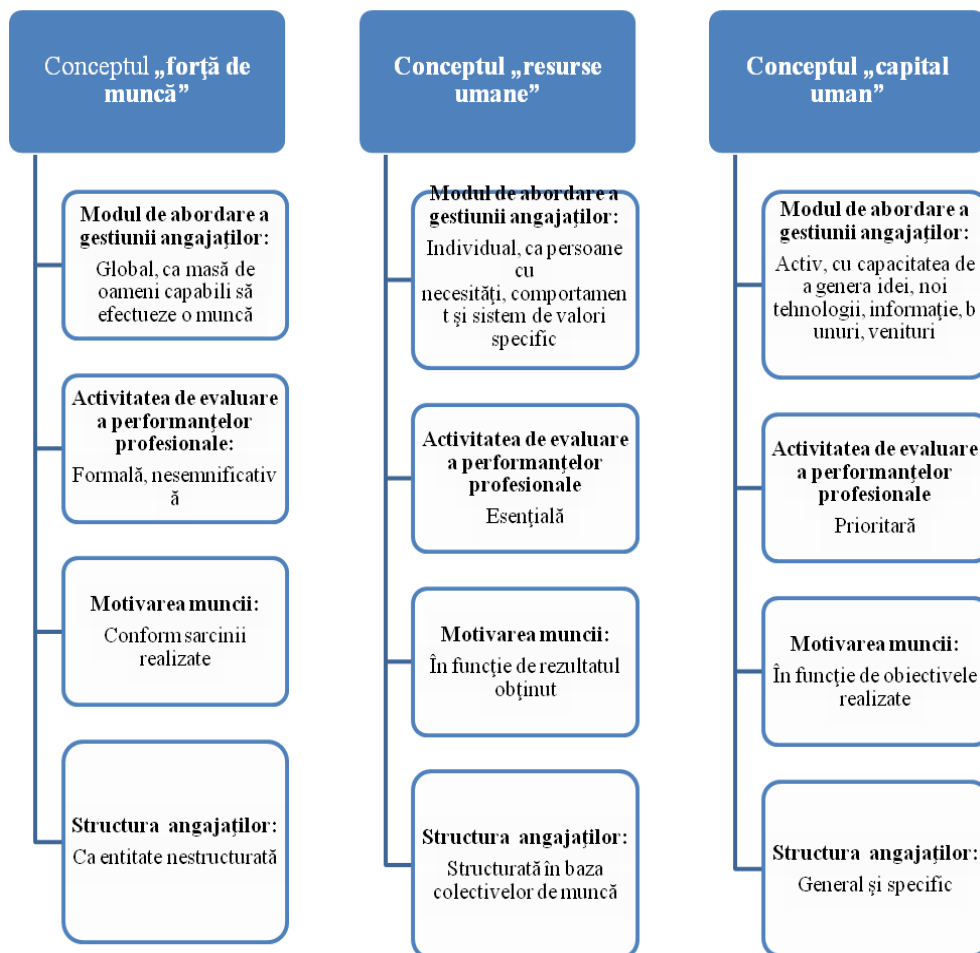 Conceptul „forţă de
muncă”
Modul de abordare a
gestiunii angajaţilor:
Global, ca masă de
oameni capabili să
efectueze o muncă
Activitatea de evaluare
a performanţelor
profesionale:
Formală, nesemnificativ
ă
Motivarea muncii:
Conform sarcinii
realizate
Structura angajaţilor:
Ca entitate nestructurată
Conceptul „resurse
umane”
Modul de abordare a
gestiunii angajaţilor:
Individual, ca persoane
cu
necesităţi, comportamen
t şi sistem de valori
specific
Activitatea de evaluare
a performanţelor
profesionale
Esenţială
Motivarea muncii:
În funcţie de rezultatul
obţinut
Structura angajaţilor:
Structurată în baza
colectivelor de muncă
Conceptul „capital
uman”
Modul de abordare a
gestiunii angajaţilor:
Activ, cu capacitatea de
a genera idei, noi
tehnologii, informaţie, b
unuri, venituri
Activitatea de evaluare
a performanţelor
profesionale
Prioritară
Motivarea muncii:
În funcţie de obiectivele
realizate
Structura angajaţilor:
General şi specific